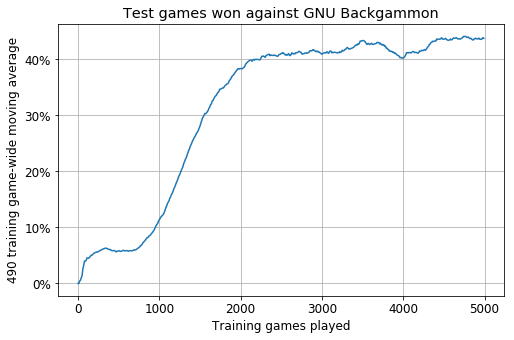 Test games won against GNU Backgammon
490 training game-wide moving average
40%
30%
20%
10%
0%
0 1000 2000 3000 4000 5000
Training games played